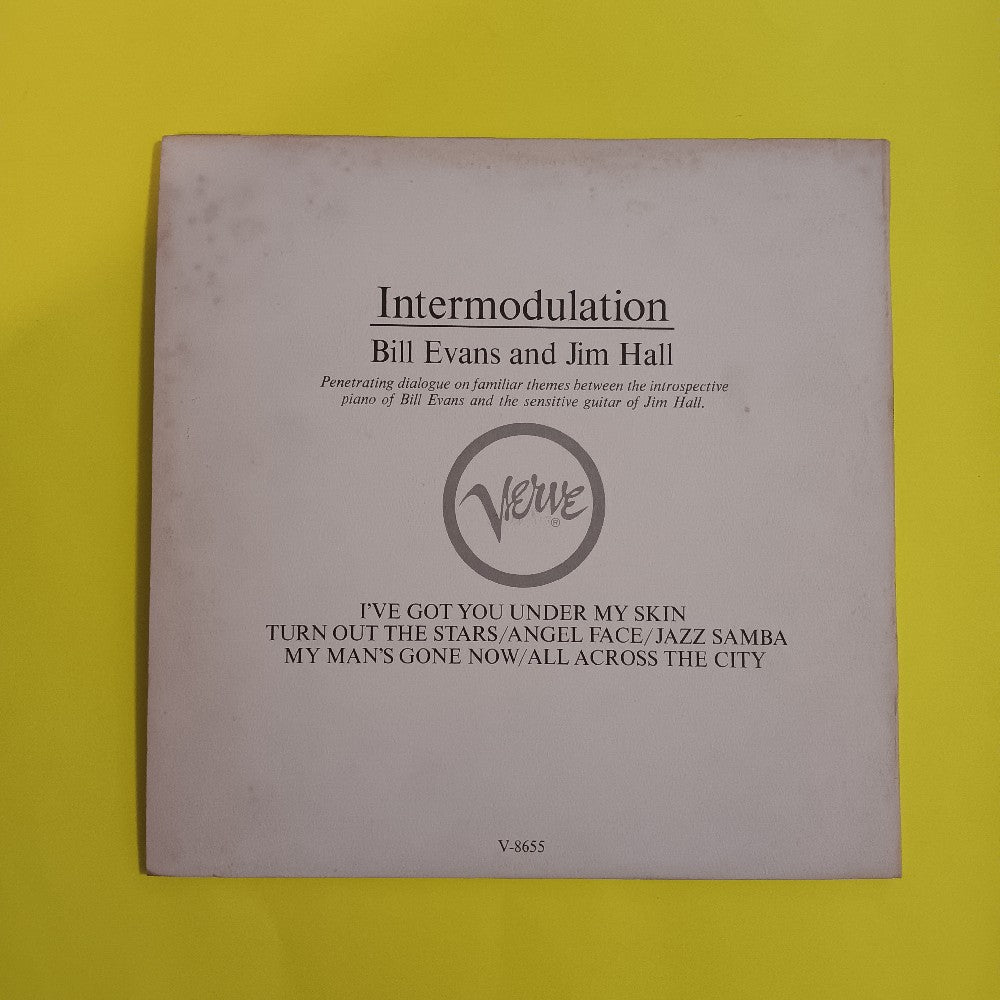 Intermodulation
Bill Evans and Jim Hall
Penetrating dialogue on familiar themes between the introspective
piano of Bill Evans and the sensitive guitar of Jim Hall.
VERVE
®
I'VE GOT YOU UNDER MY SKIN
TURN OUT THE STARS/ANGEL FACE/JAZZ SAMBA
MY MAN'S GONE NOW/ALL ACROSS THE CITY
V-8655